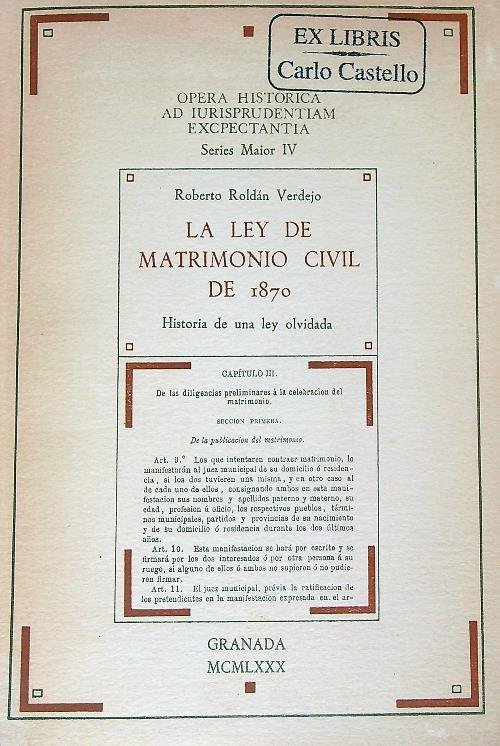 EX LIBRIS
Carlo Castello
OPERA HISTORICA
AD IURISPRUDENTIAM
EXCPECTANTIA
Series Maior IV
Roberto Roldán Verdejo
LA LEY DE
MATRIMONIO CIVIL
DE 1870
Historia de una ley olvidada
CAPÍTULO III.
De las diligencias preliminares á la celebracion del
matrimonio.
SECCION PRIMERA.
De la publicacion del matrimonio.
Art. 9.º Los que intentaren contraer matrimonio, lo
manifestarán al juez municipal de su domicilio ó residen-
cia, si los dos tuvieren una misma, y en otro caso al
de cada uno de ellos, consignando ambos en esta mani-
festacion sus nombres y apellidos paterno y materno, su
edad, profesion ú oficio, los respectivos pueblos, térmi-
nos municipales, partidos y provincias de su nacimiento
y de su domicilio ó residencia durante los dos últimos
años.
Art. 10. Esta manifestacion se hará por escrito y se
firmará por los dos interesados ó por otra persona á su
ruego, si alguno de ellos ó ambos no supieren ó no pudie-
ren firmar.
Art. 11. El juez municipal, prévia la ratificacion de
los pretendientes en la manifestacion expresada en el ar-
GRANADA
MCMLXXX